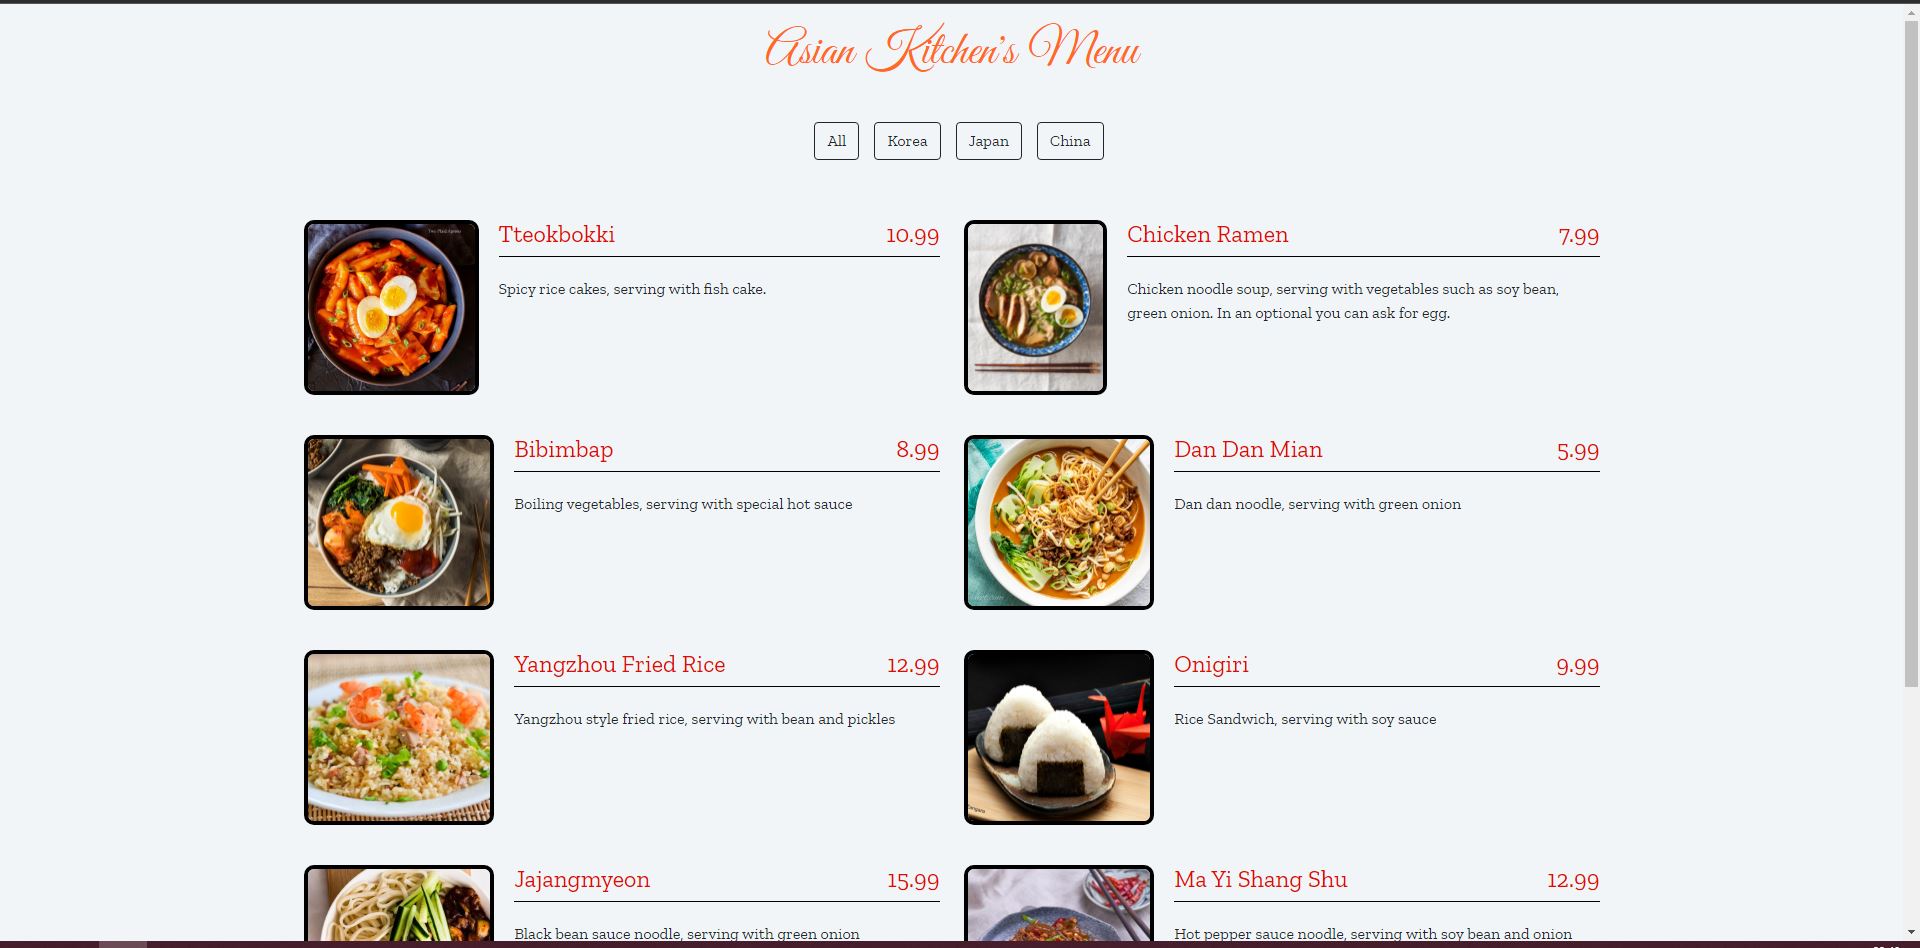 Asian Kitchen's Menu
All Korea Japan China
Tteokbokki 10.99
Spicy rice cakes, serving with fish cake.
Chicken Ramen 7.99
Chicken noodle soup, serving with vegetables such as soy bean,
green onion. In an optional you can ask for egg.
Bibimbap 8.99
Boiling vegetables, serving with special hot sauce
Dan Dan Mian 5.99
Dan dan noodle, serving with green onion
Yangzhou Fried Rice 12.99
Yangzhou style fried rice, serving with bean and pickles
Onigiri 9.99
Rice Sandwich, serving with soy sauce
Jajangmyeon 15.99
Black bean sauce noodle, serving with green onion
Ma Yi Shang Shu 12.99
Hot pepper sauce noodle, serving with soy bean and onion